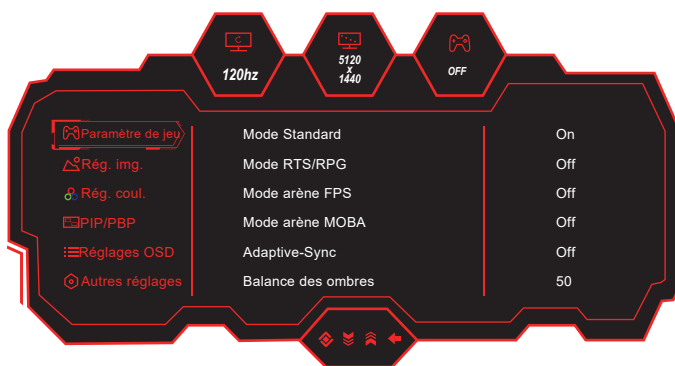 120hz
5120
x
1440
OFF
Paramètre de jeu
Mode Standard
On
Rég. img.
Mode RTS/RPG
Off
Rég. coul.
Mode arène FPS
Off
PIP/PBP
Mode arène MOBA
Off
Réglages OSD
Adaptive-Sync
Off
Autres réglages
Balance des ombres
50